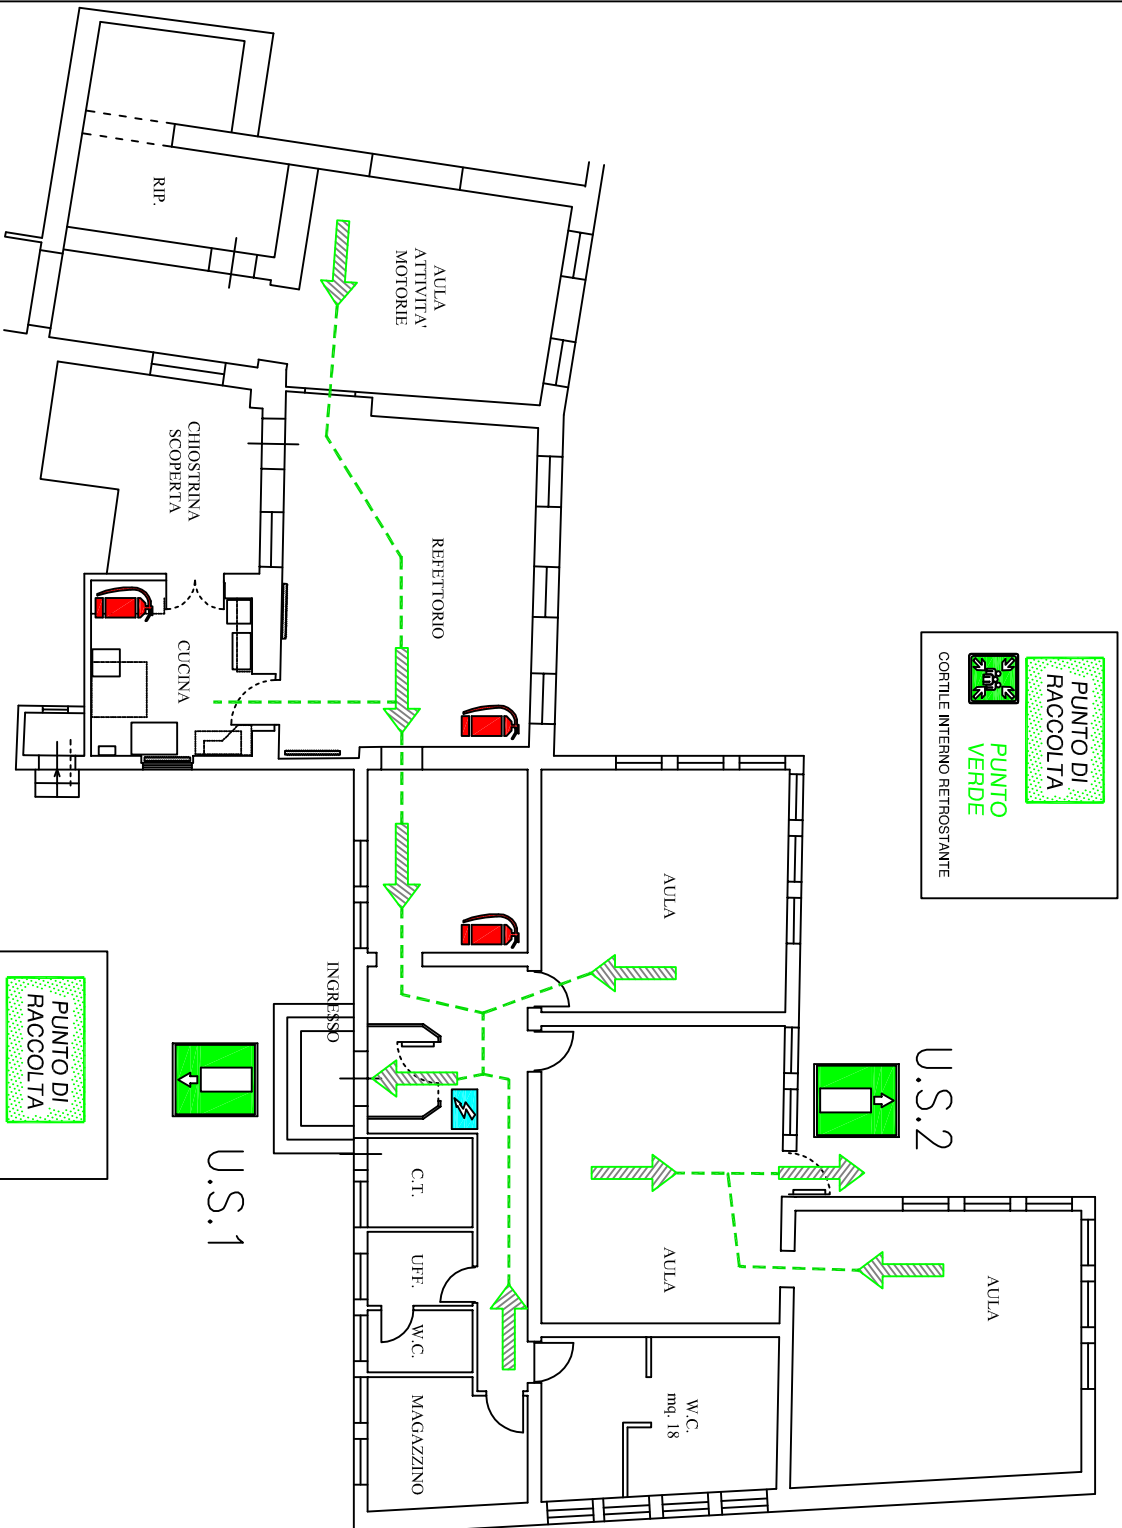 RIP.
AULA
ATTIVITA'
MOTORIE
CHIOSTRINA
SCOPERTA
REFETTORIO
CUCINA
PUNTO DI
RACCOLTA
PUNTO
VERDE
CORTILE INTERNO RETROSTANTE
AULA
INGRESSO
PUNTO DI
RACCOLTA
U.S.2
U.S.1
C.T.
UFF.
W.C.
MAGAZZINO
AULA
AULA
W.C.
mq. 18